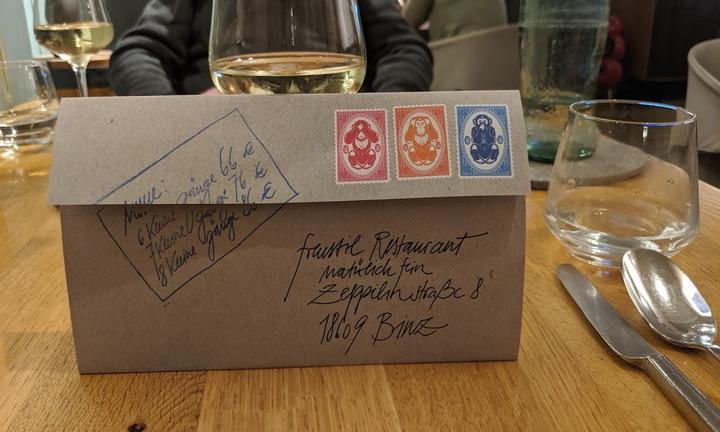 Menü:
6 kleine Gänge 66 €
7 kleine Gänge 76 €
8 kleine Gänge 86 €
freustil Restaurant
natürlich fein
Zeppelinstraße 8
18609 Binz